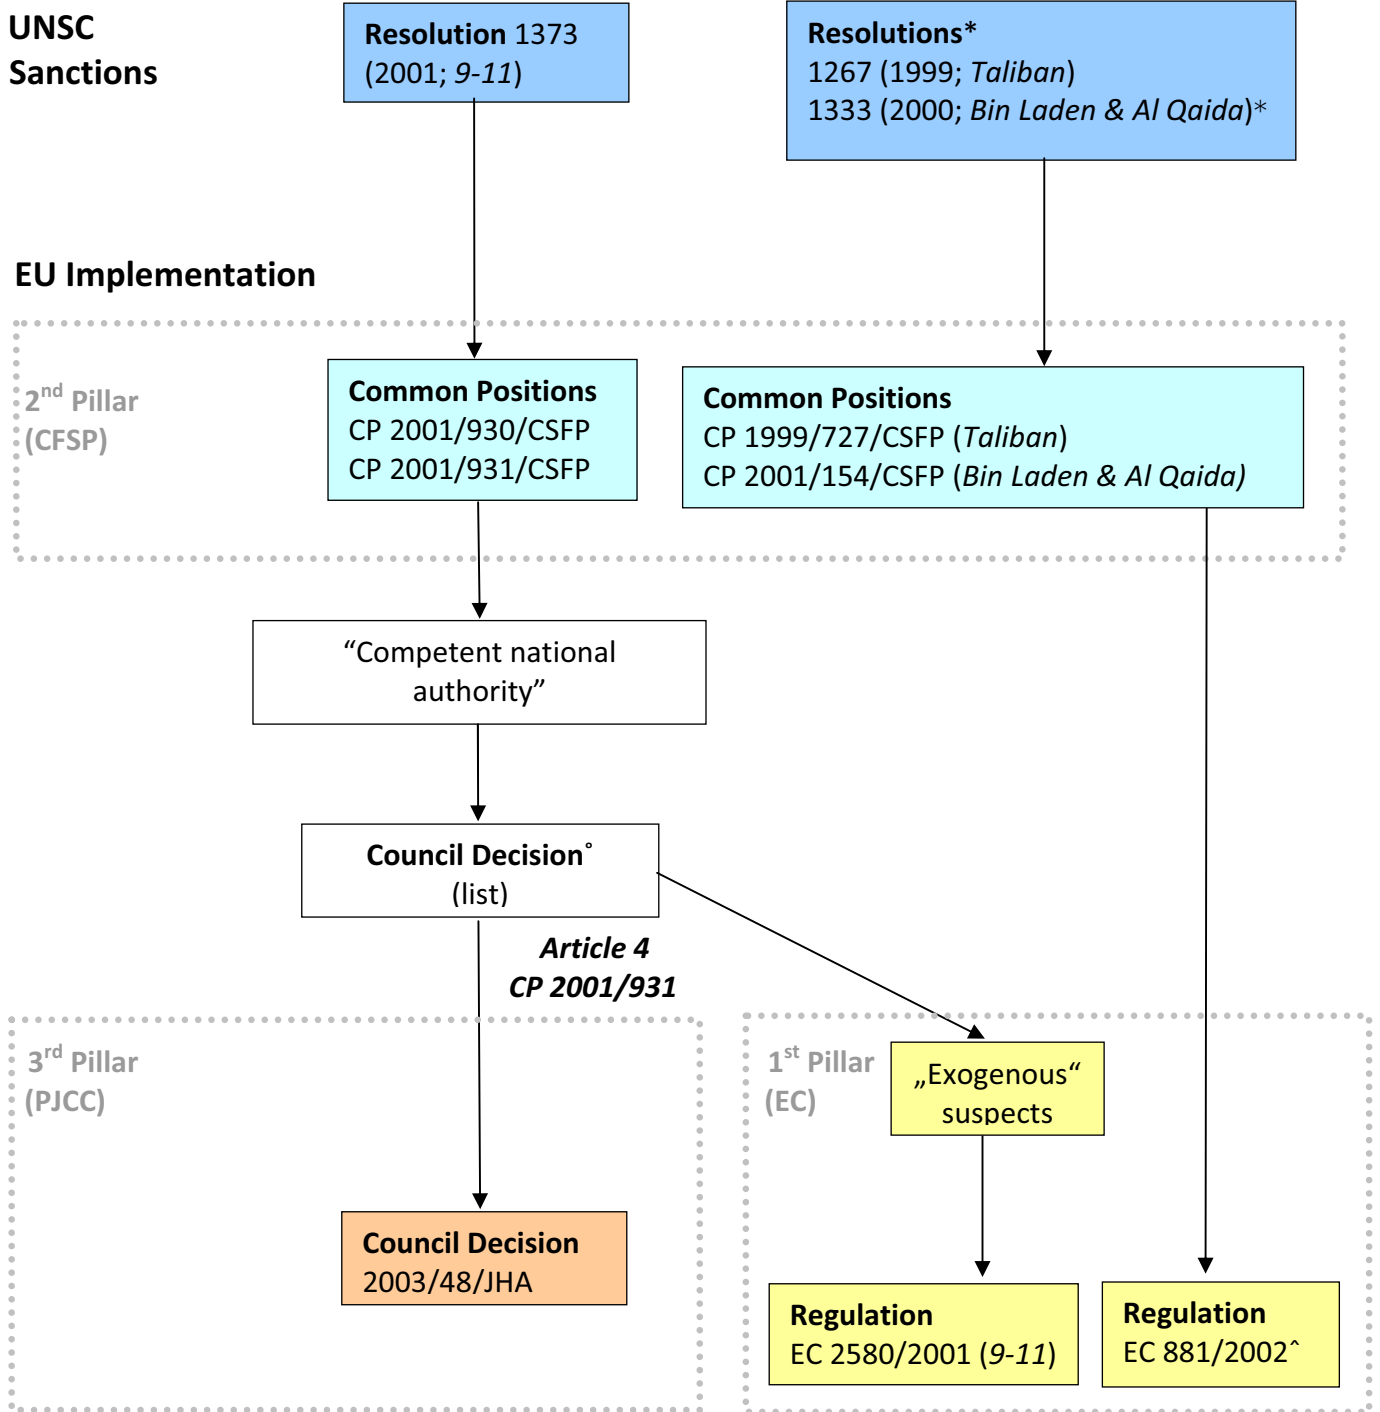 UNSC
Sanctions
Resolution 1373
(2001; 9-11)
Resolutions*
1267 (1999; Taliban)
1333 (2000; Bin Laden & Al Qaida)*
EU Implementation
2nd Pillar
(CFSP)
Common Positions
CP 2001/930/CSFP
CP 2001/931/CSFP
Common Positions
CP 1999/727/CSFP (Taliban)
CP 2001/154/CSFP (Bin Laden & Al Qaida)
“Competent national
authority”
Council Decision°
(list)
Article 4
CP 2001/931
3rd Pillar
(PJCC)
1st Pillar
(EC)
„Exogenous“
suspects
Council Decision
2003/48/JHA
Regulation
EC 2580/2001 (9-11)
Regulation
EC 881/2002^